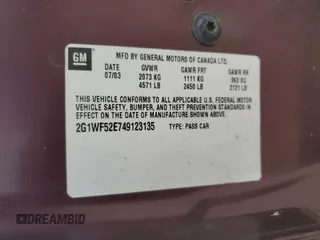 GM
MFD BY GENERAL MOTORS OF CANADA LTD.
DATE GVWR GAWR FRT GAWR RR
07/03 2073 KG 1111 KG 962 KG
4571 LB 2450 LB 2121 LB
THIS VEHICLE CONFORMS TO ALL APPLICABLE U.S. FEDERAL MOTOR
VEHICLE SAFETY, BUMPER, AND THEFT PREVENTION STANDARDS IN
EFFECT ON THE DATE OF MANUFACTURE SHOWN ABOVE.
2G1WF52E749123135 TYPE: PASS CAR
DREAMBID